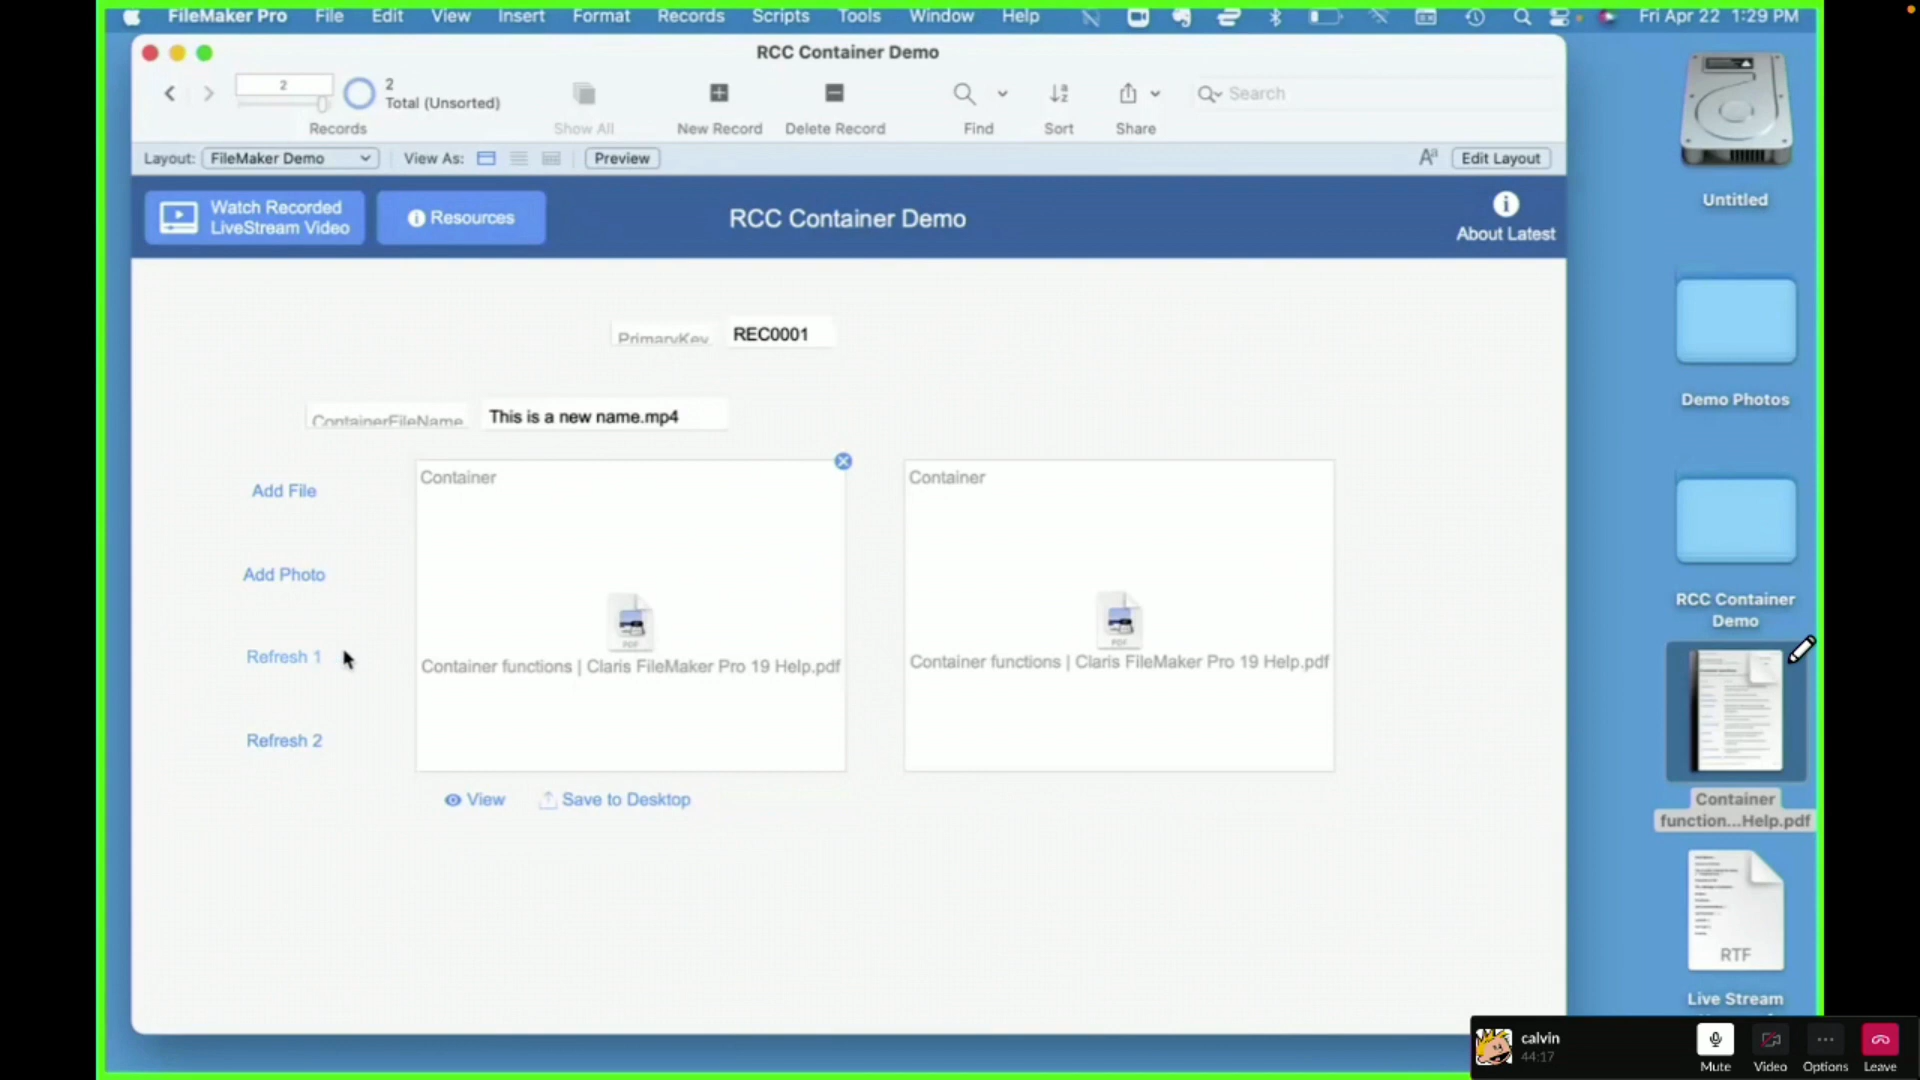 FileMaker Pro File Edit View Insert Format Records Scripts Tools Window Help Fri Apr 22 1:29 PM
RCC Container Demo
2
2
Total (Unsorted)
Records
Show All
New Record
Delete Record
Find
Sort
Share
Search
Layout: FileMaker Demo
View As:
Preview
Aa
Edit Layout
Watch Recorded
LiveStream Video
Resources
RCC Container Demo
About Latest
PrimaryKey
REC0001
ContainerFileName
This is a new name.mp4
Add File
Add Photo
Refresh 1
Refresh 2
Container
PDF
Container functions | Claris FileMaker Pro 19 Help.pdf
Container
PDF
Container functions | Claris FileMaker Pro 19 Help.pdf
View
Save to Desktop
Untitled
Demo Photos
RCC Container
Demo
Container
function...Help.pdf
RTF
Live Stream
calvin
44:17
Mute
Video
Options
Leave